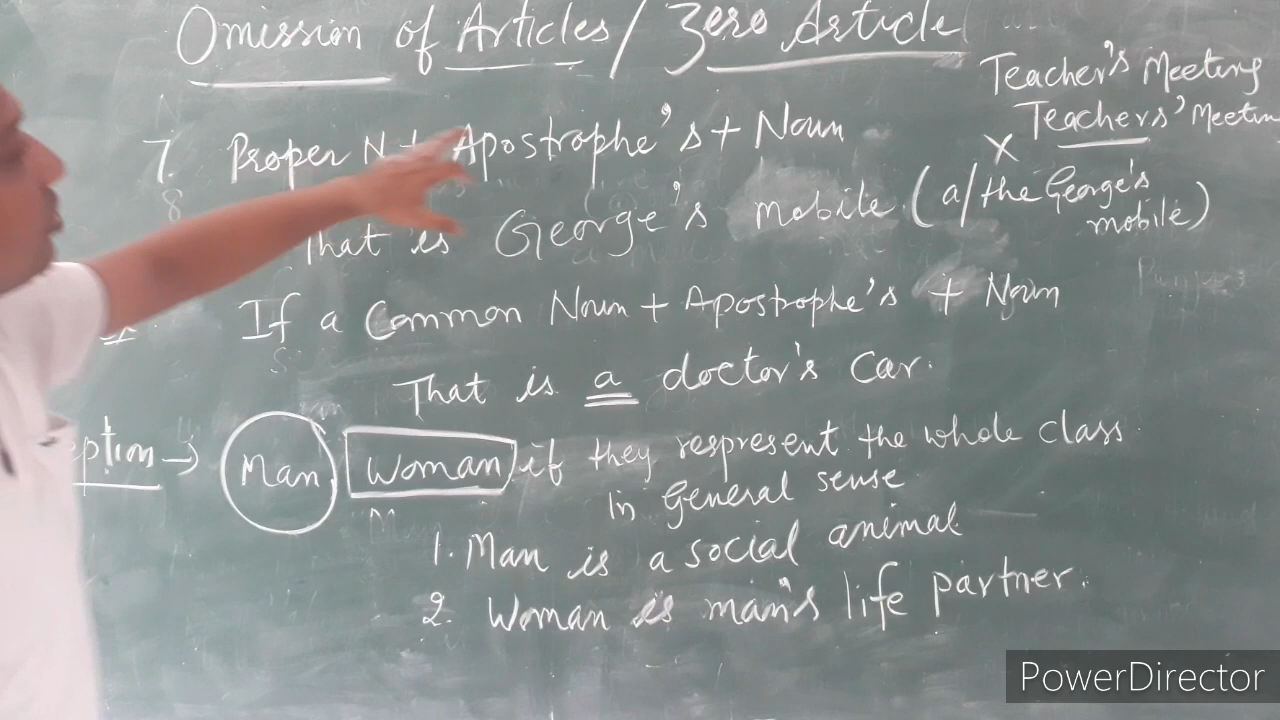 Omission of Articles / Zero Article
Teacher's Meeting
Teachers' Meetin
X
7. Proper N + Apostrophe's + Noun
8
That is George's mobile. (a/the George's
mobile)
If a Common Noun + Apostrophe's + Noun
That is a doctor's car.
ption → Man Woman if they respresent the whole class
in General sense
1. Man is a social animal
2. Woman is man's life partner.
PowerDirector